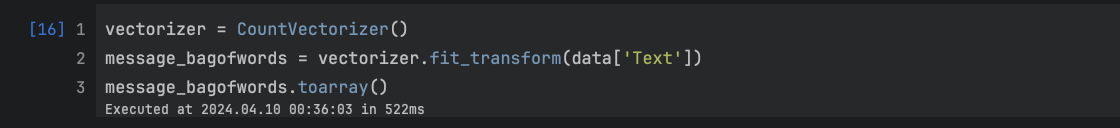 [16] 1 vectorizer = CountVectorizer()
2 message_bagofwords = vectorizer.fit_transform(data['Text'])
3 message_bagofwords.toarray()
Executed at 2024.04.10 00:36:03 in 522ms